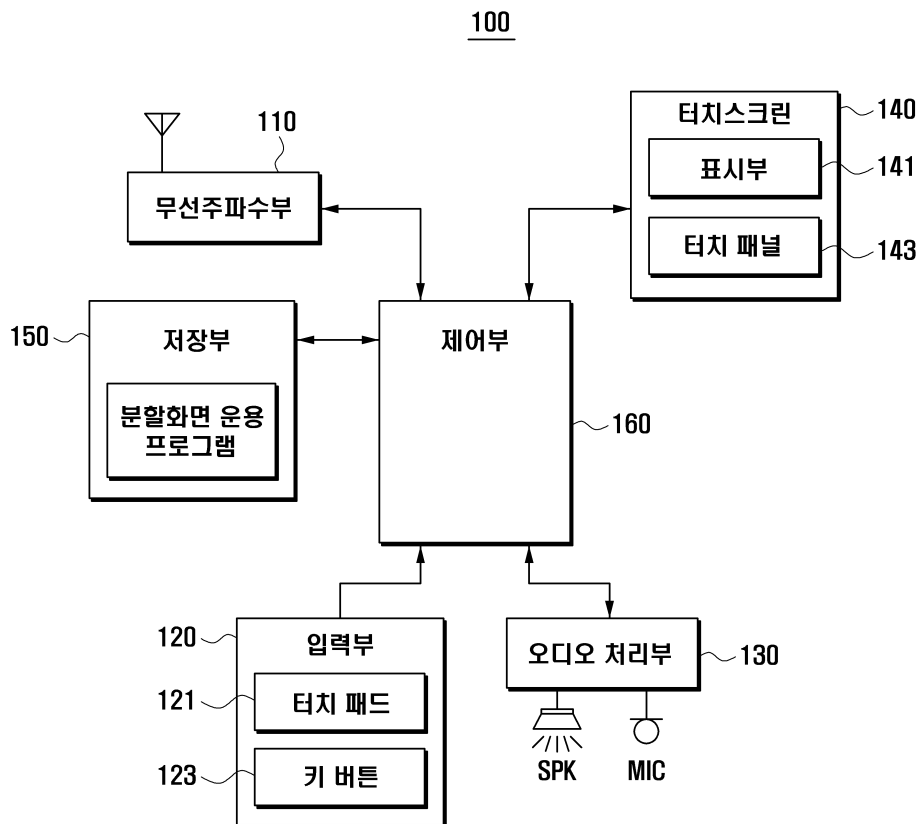 100
110
무선주파수부
터치스크린
140
표시부
141
터치 패널
143
150
저장부
분할화면 운용
프로그램
제어부
160
120
입력부
121
터치 패드
123
키 버튼
오디오 처리부
130
SPK
MIC